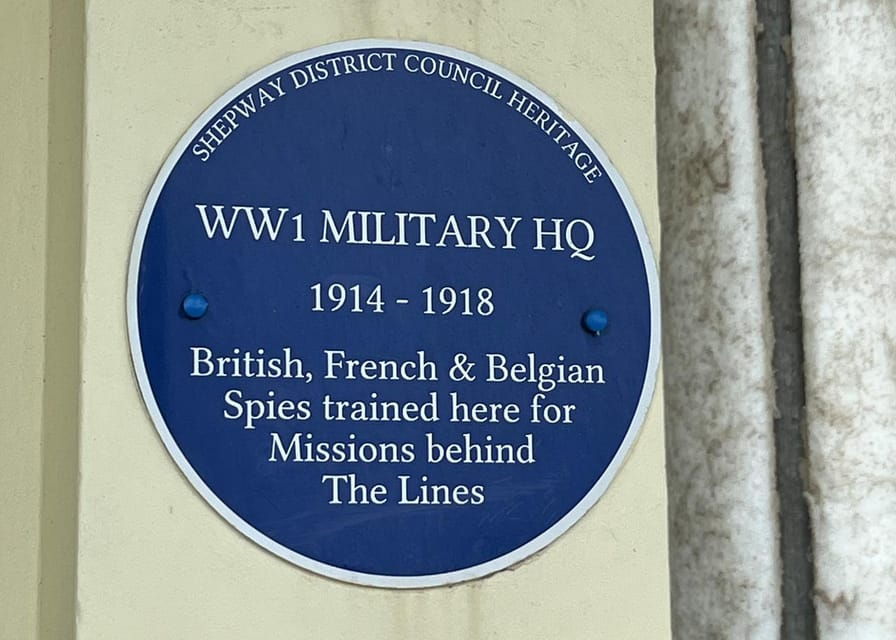 SHEPWAY DISTRICT COUNCIL HERITAGE
WW1 MILITARY HQ
1914 - 1918
British, French & Belgian
Spies trained here for
Missions behind
The Lines